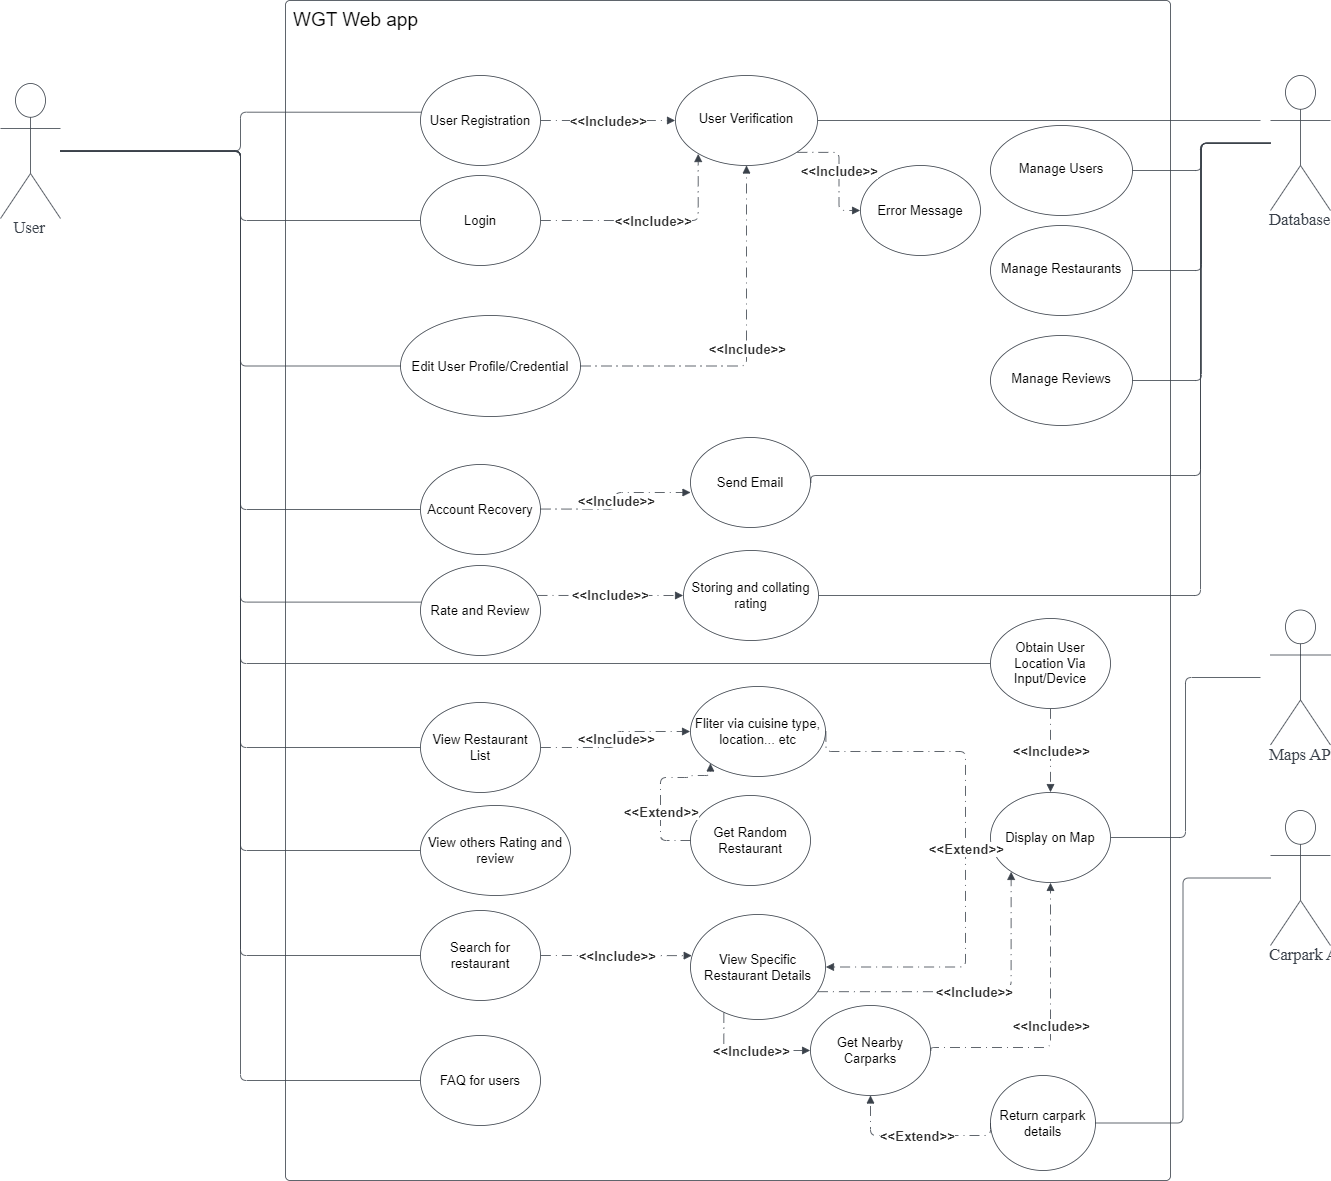 WGT Web app
User Registration
<<Include>>
User Verification
Manage Users
<<Include>>
Error Message
Login
<<Include>>
User
Database
Manage Restaurants
<<Include>>
Edit User Profile/Credential
Manage Reviews
Send Email
Account Recovery
<<Include>>
Rate and Review
<<Include>>
Storing and collating
rating
Obtain User
Location Via
Input/Device
View Restaurant
List
<<Include>>
Fliter via cuisine type,
location... etc
<<Include>>
Maps AP
<<Extend>>
Get Random
Restaurant
View others Rating and
review
<<Extend>>
Display on Map
Search for
restaurant
<<Include>>
View Specific
Restaurant Details
Carpark A
<<Include>>
<<Include>>
<<Include>>
Get Nearby
Carparks
FAQ for users
<<Extend>>
Return carpark
details